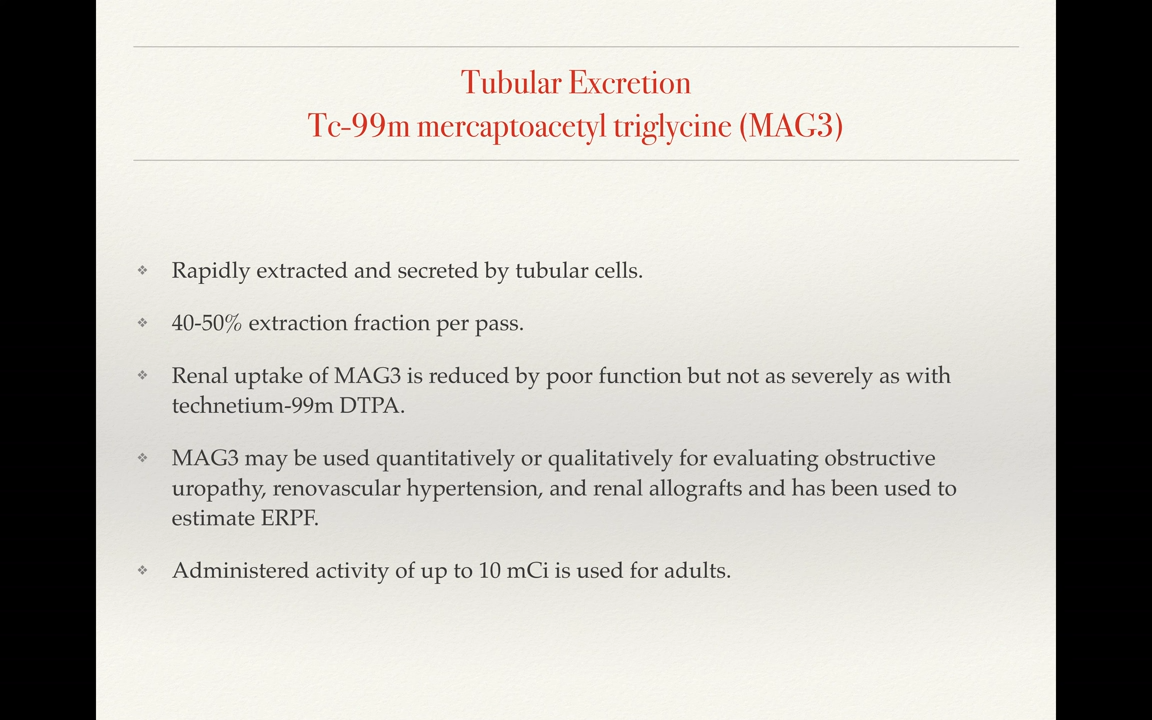 Tubular Excretion
Tc-99m mercaptoacetyl triglycine (MAG3)
Rapidly extracted and secreted by tubular cells.
40-50% extraction fraction per pass.
Renal uptake of MAG3 is reduced by poor function but not as severely as with
technetium-99m DTPA.
MAG3 may be used quantitatively or qualitatively for evaluating obstructive
uropathy, renovascular hypertension, and renal allografts and has been used to
estimate ERPF.
Administered activity of up to 10 mCi is used for adults.